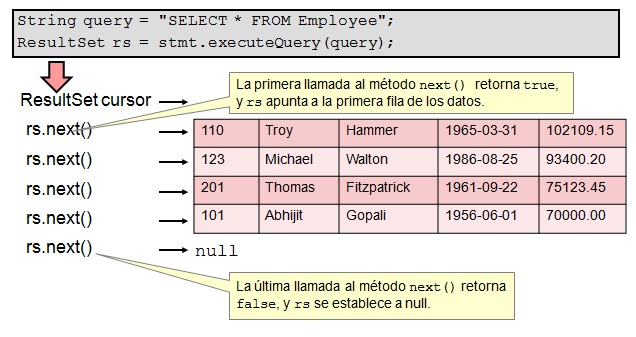 String query = "SELECT * FROM Employee";
ResultSet rs = stmt.executeQuery(query);
La primera llamada al método next() retorna true,
y rs apunta a la primera fila de los datos.
ResultSet cursor
rs.next() 110 Troy Hammer 1965-03-31 102109.15
rs.next() 123 Michael Walton 1986-08-25 93400.20
rs.next() 201 Thomas Fitzpatrick 1961-09-22 75123.45
rs.next() 101 Abhijit Gopali 1956-06-01 70000.00
rs.next() null
La última llamada al método next() retorna
false, y rs se establece a null.